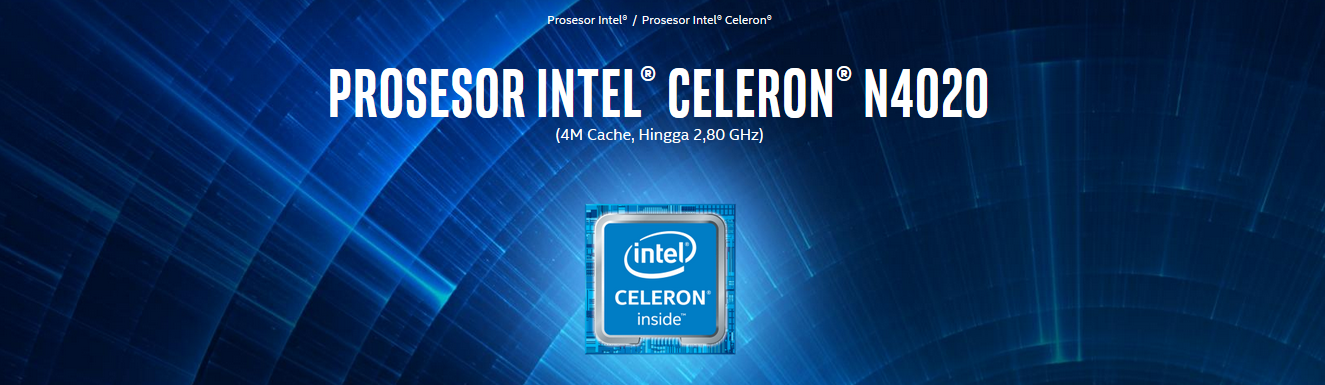 Prosesor Intel® / Prosesor Intel® Celeron®
PROSESOR INTEL® CELERON® N4020
(4M Cache, Hingga 2,80 GHz)
intel®
CELERON®
inside™